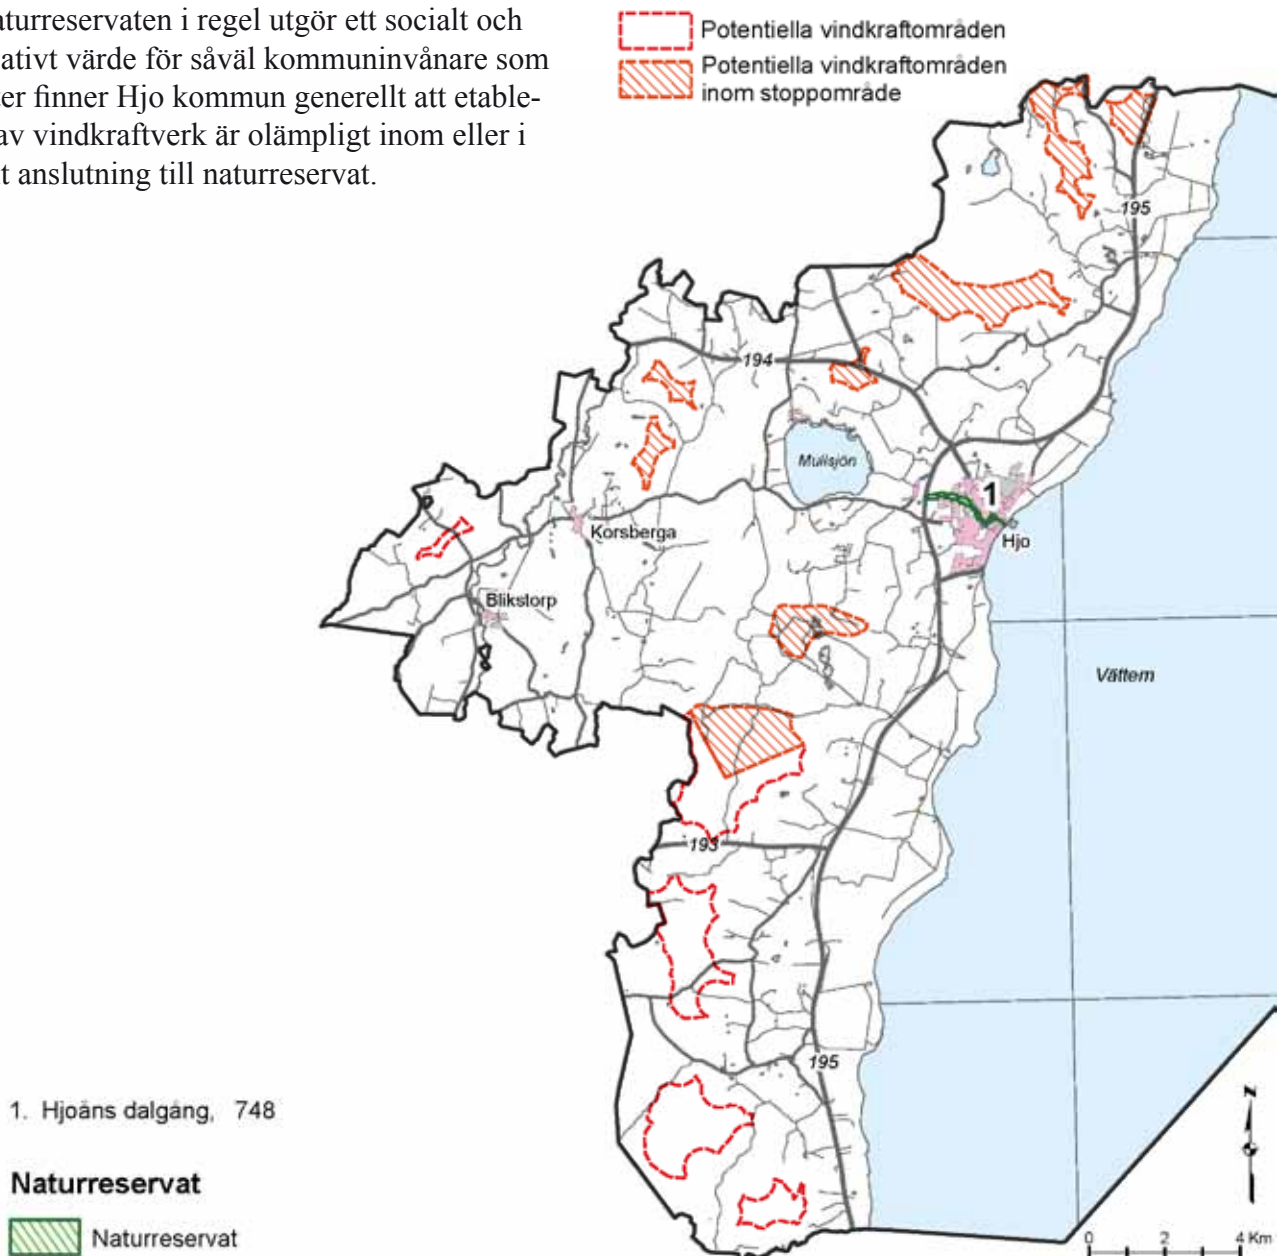 aturreservaten i regel utgör ett socialt och
ativt värde för såväl kommuninvånare som
ter finner Hjo kommun generellt att etable-
av vindkraftverk är olämpligt inom eller i
t anslutning till naturreservat.
Potentiella vindkraftområden
Potentiella vindkraftområden
inom stoppområde
195
194
Mullsjön
1
Korsberga
Hjo
Blikstorp
Vättern
193
195
1. Hjoåns dalgång, 748
Naturreservat
Naturreservat
N
0 2 4 Km